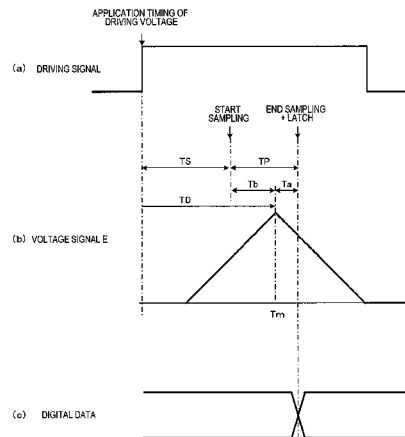 APPLICATION TIMING OF
DRIVING VOLTAGE
(a) DRIVING SIGNAL
START
SAMPLING
END SAMPLING
+ LATCH
TS
TP
Tb
Ta
TD
(b) VOLTAGE SIGNAL E
Tm
(c) DIGITAL DATA